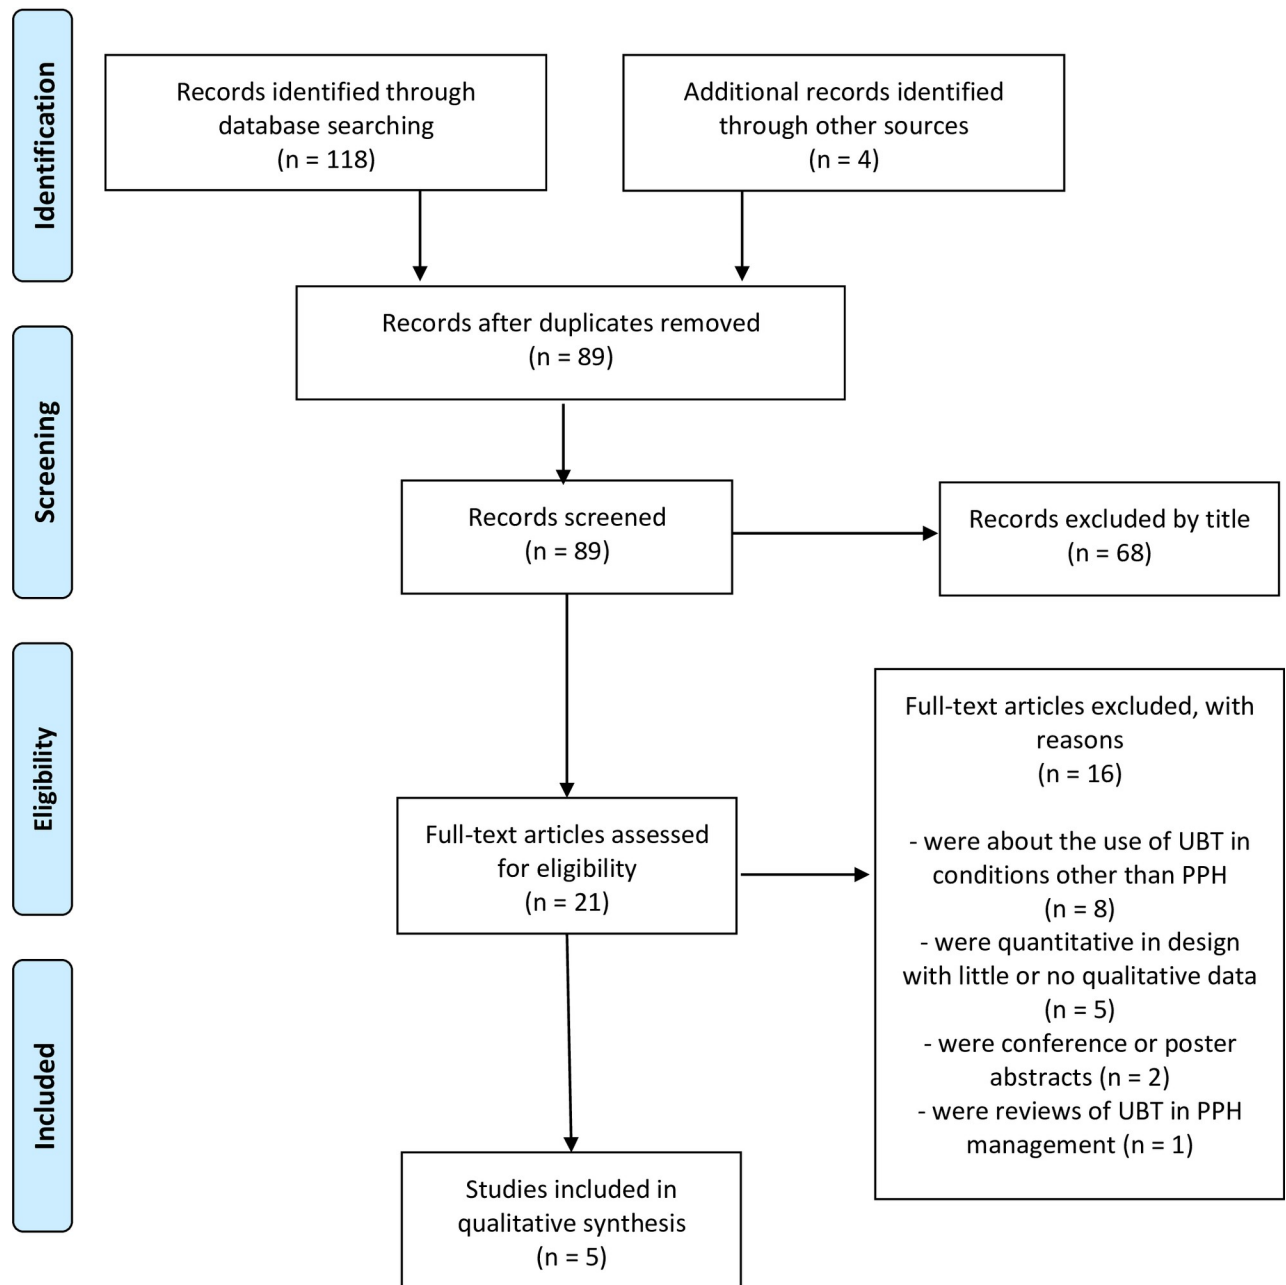 Identification
Records identified through
database searching
(n = 118)
Additional records identified
through other sources
(n = 4)
Records after duplicates removed
(n = 89)
Screening
Records screened
(n = 89)
Records excluded by title
(n = 68)
Eligibility
Full-text articles assessed
for eligibility
(n = 21)
Full-text articles excluded, with
reasons
(n = 16)
- were about the use of UBT in
conditions other than PPH
(n = 8)
- were quantitative in design
with little or no qualitative data
(n = 5)
- were conference or poster
abstracts (n = 2)
- were reviews of UBT in PPH
management (n = 1)
Included
Studies included in
qualitative synthesis
(n = 5)